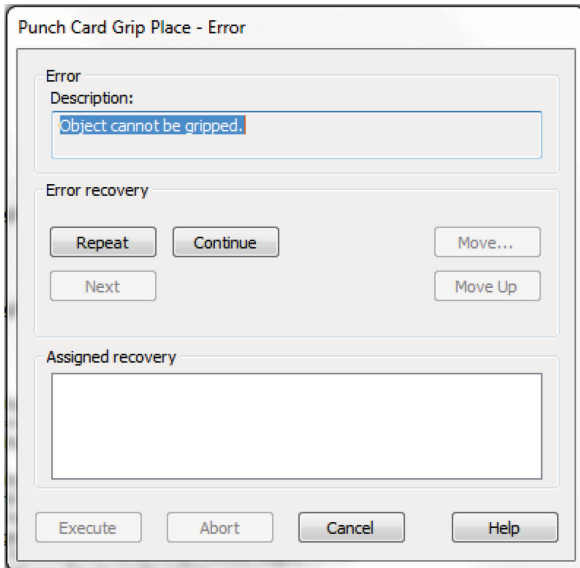 Punch Card Grip Place - Error
Error
Description:
Object cannot be gripped.
Error recovery
Repeat Continue Move...
Next Move Up
Assigned recovery
Execute Abort Cancel Help